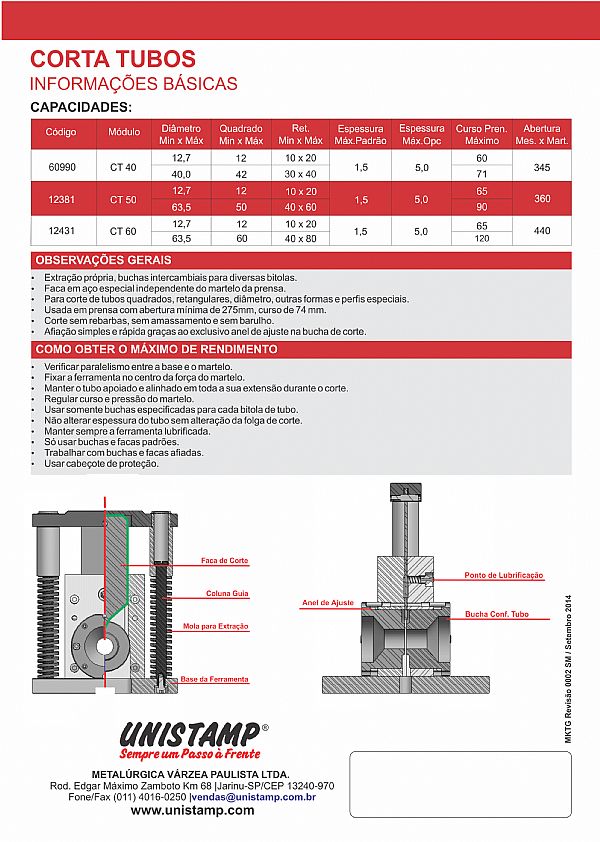 CORTA TUBOS
INFORMAÇÕES BÁSICAS
CAPACIDADES:
Código Módulo Diâmetro Min x Máx Quadrado Min x Máx Ret. Min x Máx Espessura Máx.Padrão Espessura Máx.Opc Curso Pren. Máximo Abertura Mes. x Mart.
60990 CT 40 12,7 12 10 x 20 1,5 5,0 60 345
40,0 42 30 x 40 71
12381 CT 50 12,7 12 10 x 20 1,5 5,0 65 360
63,5 50 40 x 60 90
12431 CT 60 12,7 12 10 x 20 1,5 5,0 65 440
63,5 60 40 x 80 120
OBSERVAÇÕES GERAIS
• Extração própria, buchas intercambiais para diversas bitolas.
• Faca em aço especial independente do martelo da prensa.
• Para corte de tubos quadrados, retangulares, diâmetro, outras formas e perfis especiais.
• Usada em prensa com abertura mínima de 275mm, curso de 74 mm.
• Corte sem rebarbas, sem amassamento e sem barulho.
• Afiação simples e rápida graças ao exclusivo anel de ajuste na bucha de corte.
COMO OBTER O MÁXIMO DE RENDIMENTO
• Verificar paralelismo entre a base e o martelo.
• Fixar a ferramenta no centro da força do martelo.
• Manter o tubo apoiado e alinhado em toda a sua extensão durante o corte.
• Regular curso e pressão do martelo.
• Usar somente buchas especificadas para cada bitola de tubo.
• Não alterar espessura do tubo sem alteração da folga de corte.
• Manter sempre a ferramenta lubrificada.
• Só usar buchas e facas padrões.
• Trabalhar com buchas e facas afiadas.
• Usar cabeçote de proteção.
Faca de Corte
Coluna Guia
Mola para Extração
Base da Ferramenta
Ponto de Lubrificação
Anel de Ajuste
Bucha Conf. Tubo
MKTG Revisão 0002 SM / Setembro 2014
UNISTAMP®
Sempre um Passo à Frente
METALÚRGICA VÁRZEA PAULISTA LTDA.
Rod. Edgar Máximo Zamboto Km 68 |Jarinu-SP/CEP 13240-970
Fone/Fax (011) 4016-0250 |vendas@unistamp.com.br
www.unistamp.com